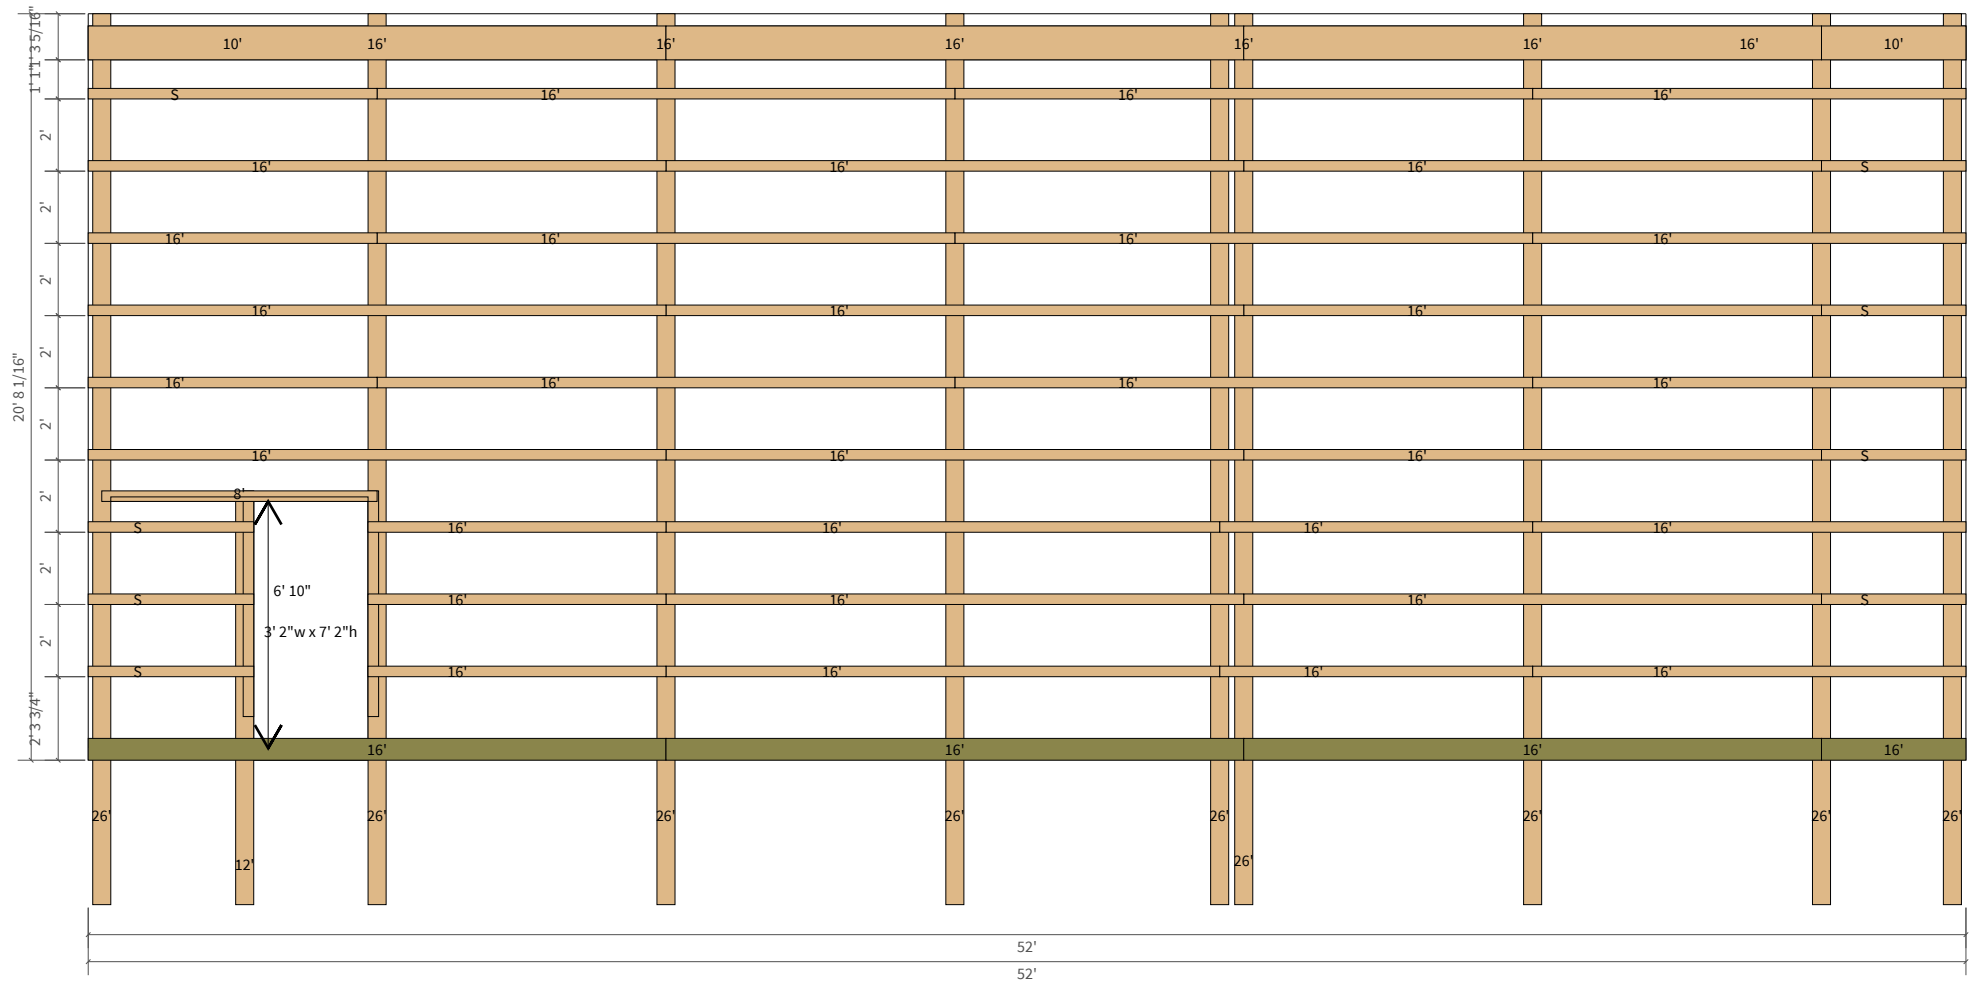 1' 3 5/16"
10' 16' 16' 16' 16' 16' 16' 10'
1' 1"
S 16' 16' 16'
2'
16' 16' 16' S
2'
16' 16' 16' 16'
2'
16' 16' 16' S
2'
16' 16' 16' 16'
20' 8 1/16"
2'
16' 16' 16' S
2'
8'
S 16' 16' 16' 16'
2'
6' 10"
S 16' 16' 16' S
3' 2"w x 7' 2"h
2'
S 16' 16' 16' 16'
2' 3 3/4"
16' 16' 16' 16'
26' 26' 26' 26' 26' 26' 26' 26'
12' 26'
52'
52'